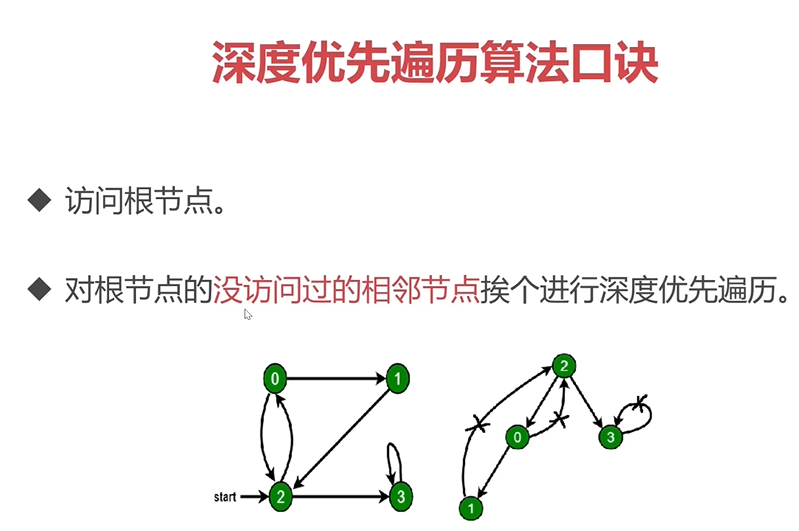 深度优先遍历算法口诀
访问根节点。
对根节点的没访问过的相邻节点挨个进行深度优先遍历。
0 1
2
0 3
start 2 3
1